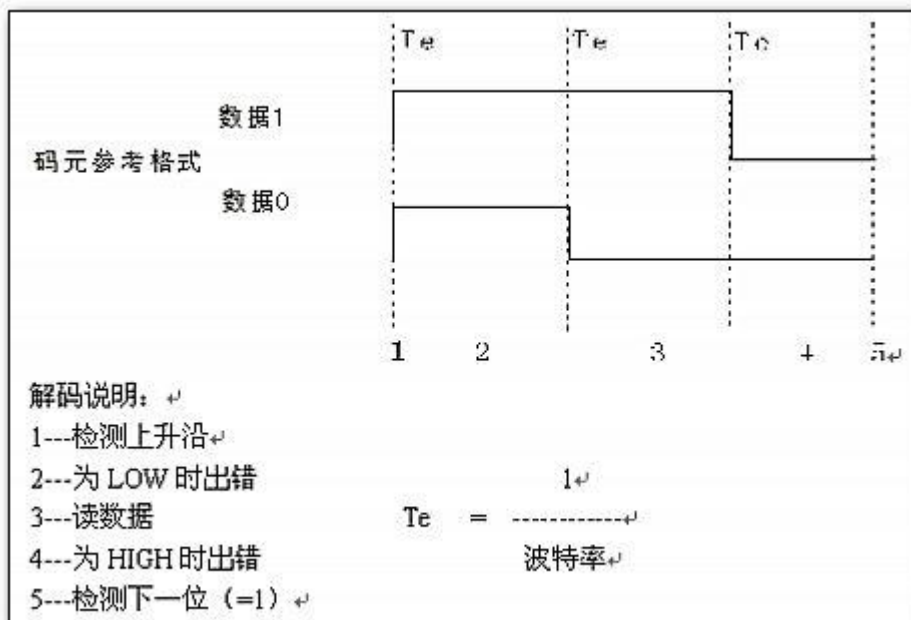 Te Te Tc
数据1
码元参考格式
数据0
1 2 3 4 5↵
解码说明：↵
1---检测上升沿↵
2---为 LOW 时出错 1↵
3---读数据 Te = ------------↵
4---为 HIGH 时出错 波特率↵
5---检测下一位（=1）↵